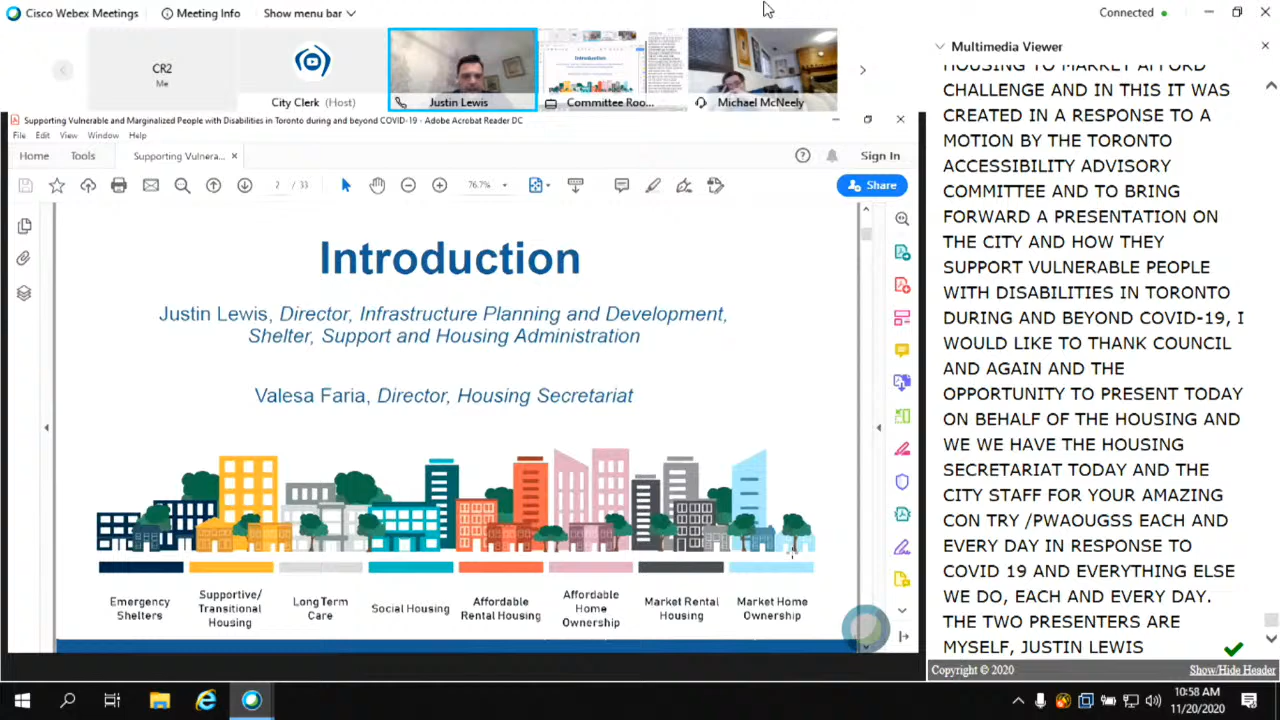 Cisco Webex Meetings
Meeting Info
Show menu bar
Connected
CR2
Me
City Clerk (Host)
Justin Lewis
Introduction
Committee Roo...
Michael McNeely
Supporting Vulnerable and Marginalized People with Disabilities in Toronto during and beyond COVID-19 - Adobe Acrobat Reader DC
File Edit View Window Help
Home Tools Supporting Vulnera... Sign In
2 / 33 76.7% Share
Introduction
Justin Lewis, Director, Infrastructure Planning and Development,
Shelter, Support and Housing Administration
Valesa Faria, Director, Housing Secretariat
Emergency
Shelters
Supportive/
Transitional
Housing
Long Term
Care
Social Housing
Affordable
Rental Housing
Affordable
Home
Ownership
Market Rental
Housing
Market Home
Ownership
Multimedia Viewer
HOUSING TO MARKET AFFORD
CHALLENGE AND IN THIS IT WAS
CREATED IN A RESPONSE TO A
MOTION BY THE TORONTO
ACCESSIBILITY ADVISORY
COMMITTEE AND TO BRING
FORWARD A PRESENTATION ON
THE CITY AND HOW THEY
SUPPORT VULNERABLE PEOPLE
WITH DISABILITIES IN TORONTO
DURING AND BEYOND COVID-19, I
WOULD LIKE TO THANK COUNCIL
AND AGAIN AND THE
OPPORTUNITY TO PRESENT TODAY
ON BEHALF OF THE HOUSING AND
WE WE HAVE THE HOUSING
SECRETARIAT TODAY AND THE
CITY STAFF FOR YOUR AMAZING
CON TRY /PWAOUGSS EACH AND
EVERY DAY IN RESPONSE TO
COVID 19 AND EVERYTHING ELSE
WE DO, EACH AND EVERY DAY.
THE TWO PRESENTERS ARE
MYSELF, JUSTIN LEWIS
Copyright © 2020
Show/Hide Header
10:58 AM
11/20/2020